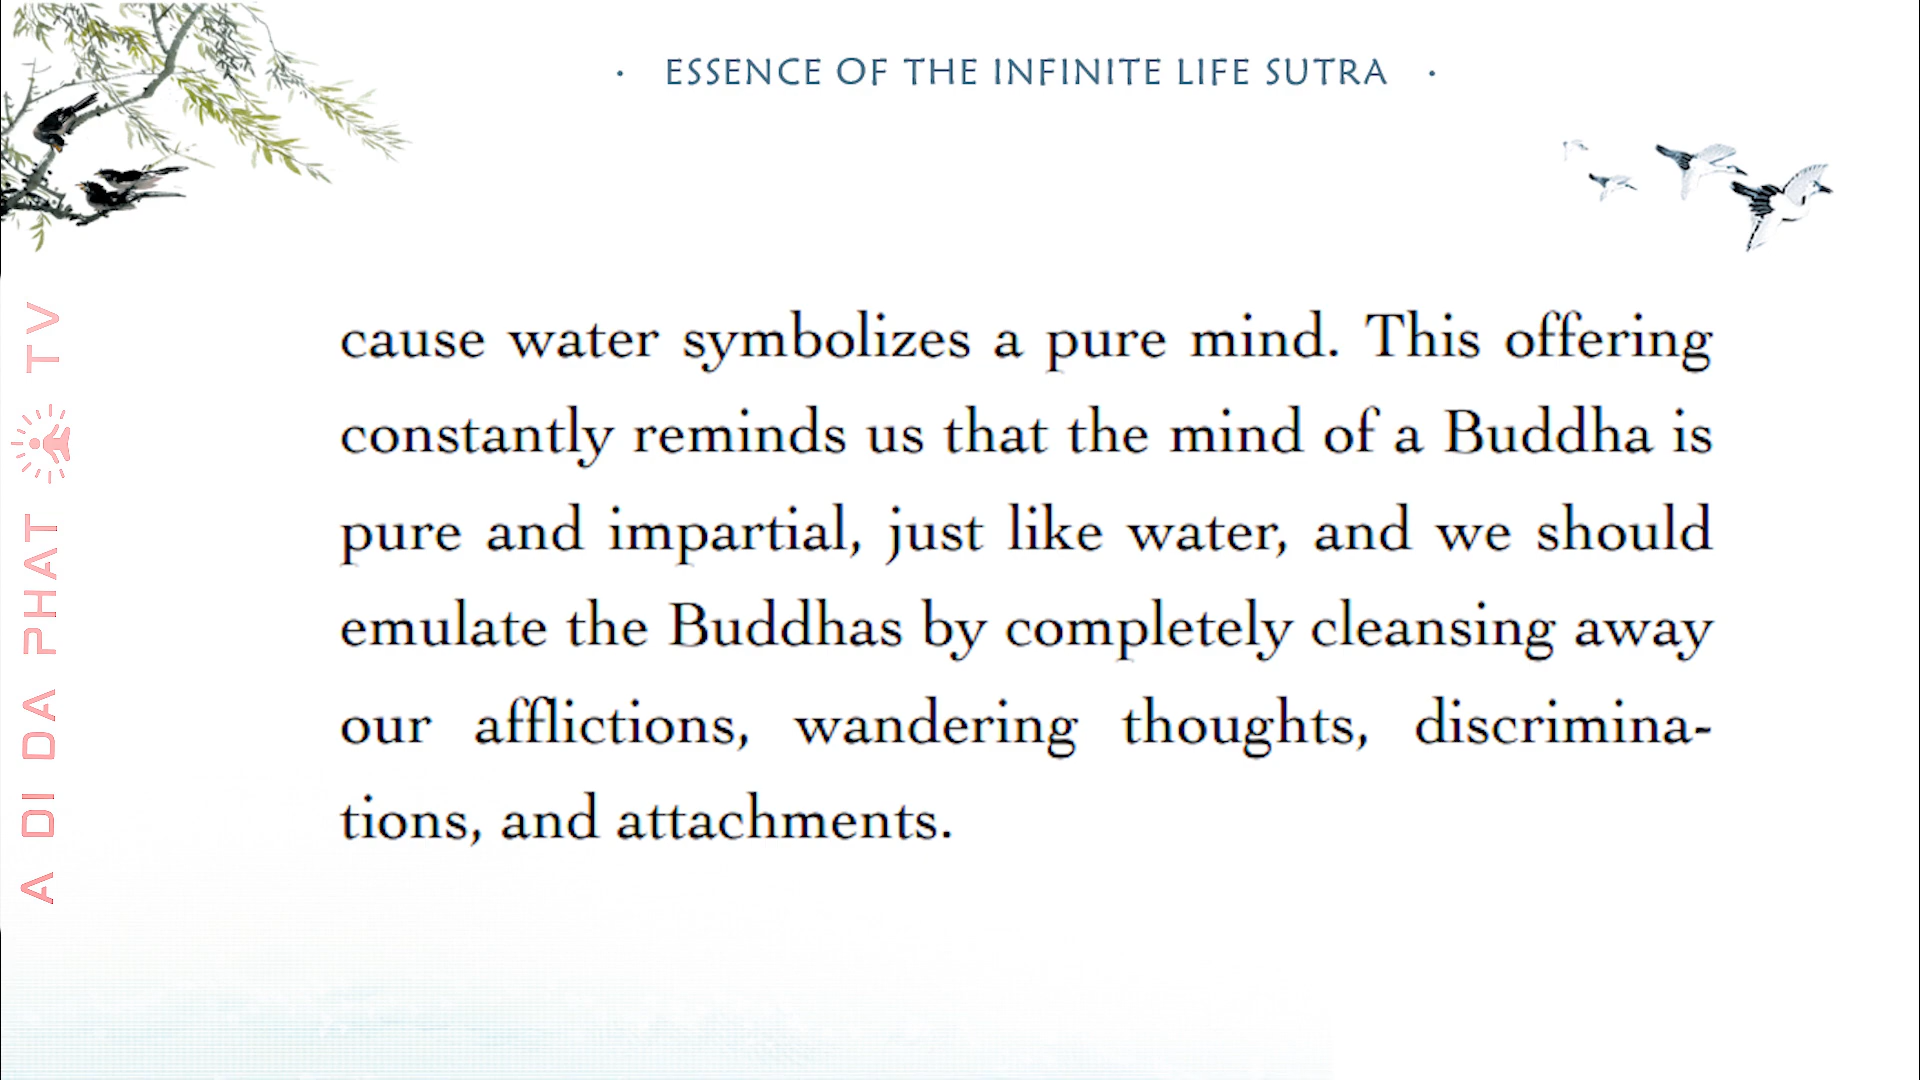 · ESSENCE OF THE INFINITE LIFE SUTRA ·
cause water symbolizes a pure mind. This offering
constantly reminds us that the mind of a Buddha is
pure and impartial, just like water, and we should
emulate the Buddhas by completely cleansing away
our afflictions, wandering thoughts, discrimina-
tions, and attachments.
A DI DA PHAT TV